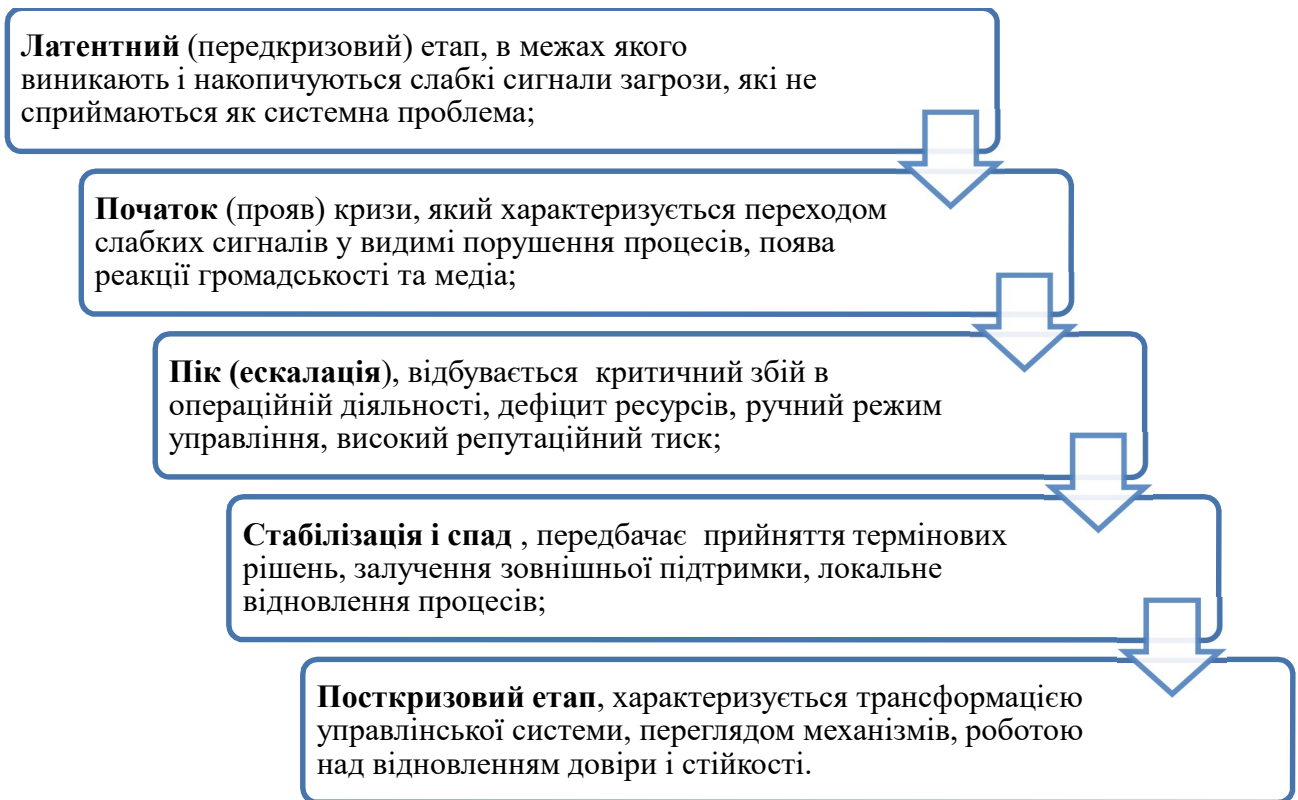 Латентний (передкризовий) етап, в межах якого
виникають і накопичуються слабкі сигнали загрози, які не
сприймаються як системна проблема;
Початок (прояв) кризи, який характеризується переходом
слабких сигналів у видимі порушення процесів, поява
реакції громадськості та медіа;
Пік (ескалація), відбувається критичний збій в
операційній діяльності, дефіцит ресурсів, ручний режим
управління, високий репутаційний тиск;
Стабілізація і спад , передбачає прийняття термінових
рішень, залучення зовнішньої підтримки, локальне
відновлення процесів;
Посткризовий етап, характеризується трансформацією
управлінської системи, переглядом механізмів, роботою
над відновленням довіри і стійкості.